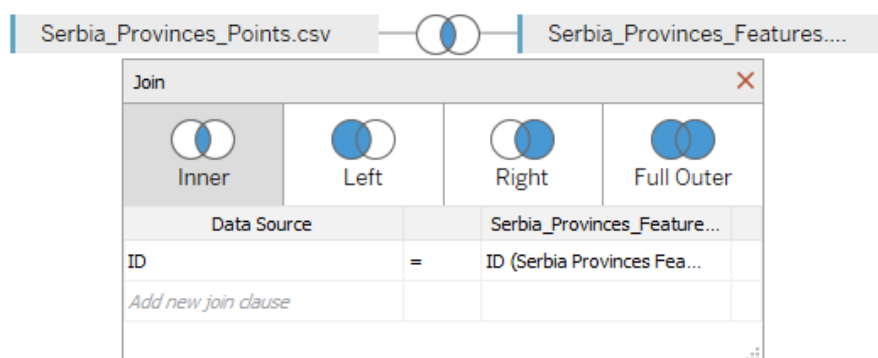 Serbia_Provinces_Points.csv
Serbia_Provinces_Features....
Join
Inner
Left
Right
Full Outer
Data Source
Serbia_Provinces_Feature...
ID
=
ID (Serbia Provinces Fea...
Add new join clause